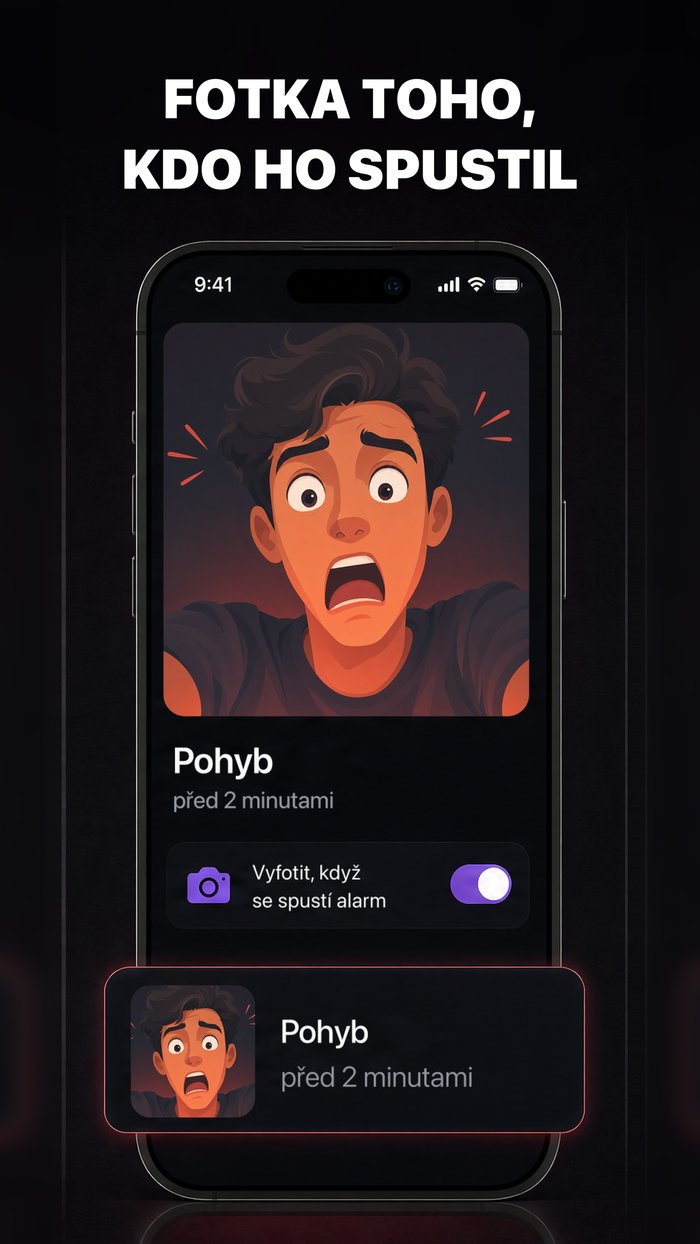 FOTKA TOHO,
KDO HO SPUSTIL
9:41
Pohyb
před 2 minutami
Vyfotit, když
se spustí alarm
Pohyb
před 2 minutami